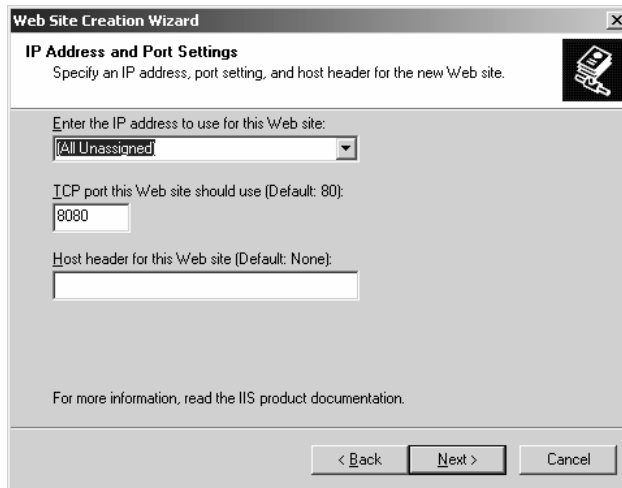 Web Site Creation Wizard
IP Address and Port Settings
Specify an IP address, port setting, and host header for the new Web site.
Enter the IP address to use for this Web site:
(All Unassigned)
TCP port this Web site should use (Default: 80):
8080
Host header for this Web site (Default: None):
For more information, read the IIS product documentation.
< Back Next > Cancel